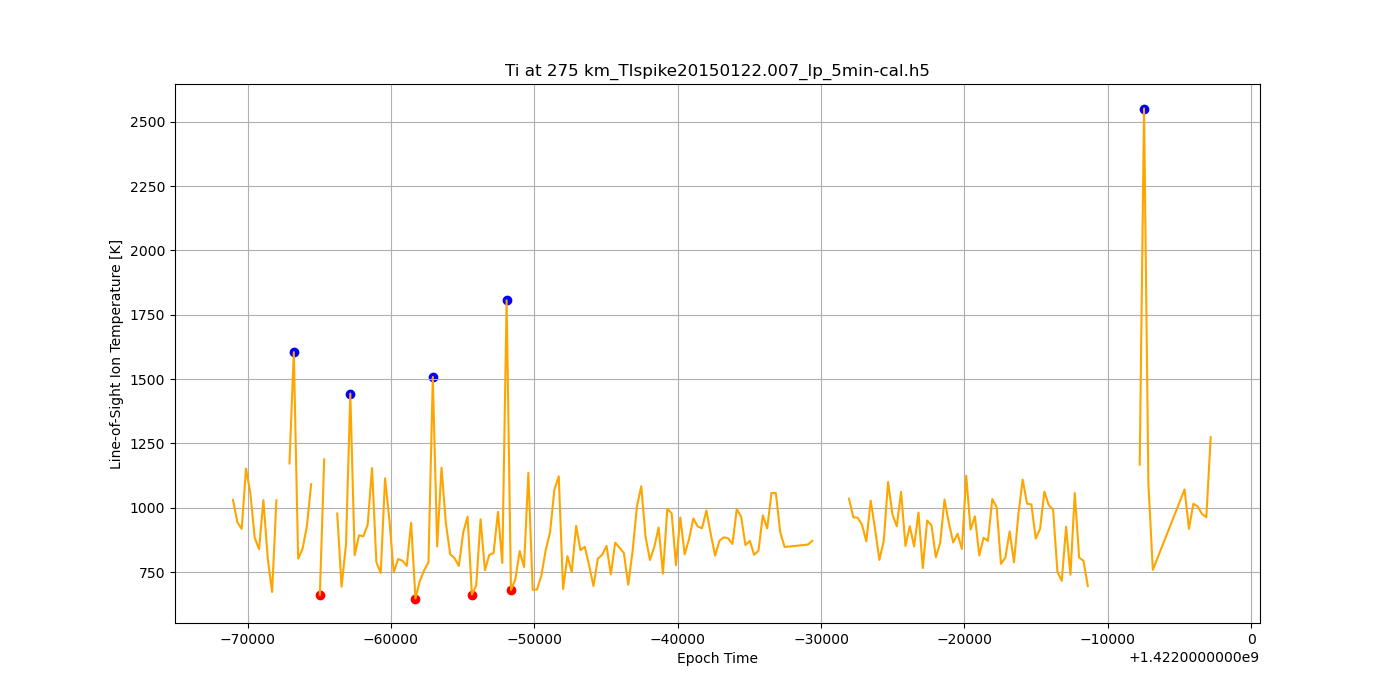 Ti at 275 km_TIspike20150122.007_lp_5min-cal.h5
Line-of-Sight Ion Temperature [K]
2500
2250
2000
1750
1500
1250
1000
750
−70000 −60000 −50000 −40000 −30000 −20000 −10000 0
Epoch Time
+1.4220000000e9